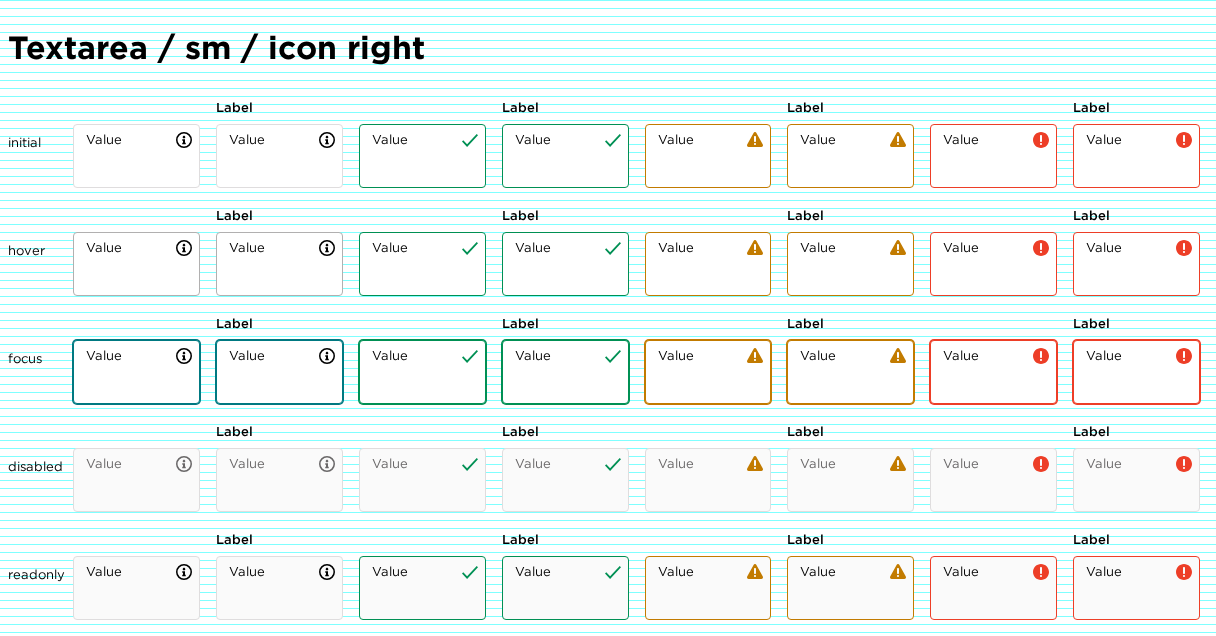 Textarea / sm / icon right
Label Label Label Label
initial Value Value Value Value Value Value Value Value
Label Label Label Label
hover Value Value Value Value Value Value Value Value
Label Label Label Label
focus Value Value Value Value Value Value Value Value
Label Label Label Label
disabled Value Value Value Value Value Value Value Value
Label Label Label Label
readonly Value Value Value Value Value Value Value Value